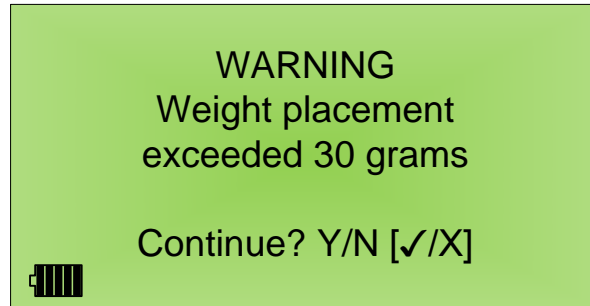 WARNING
Weight placement
exceeded 30 grams
Continue? Y/N [✓/X]